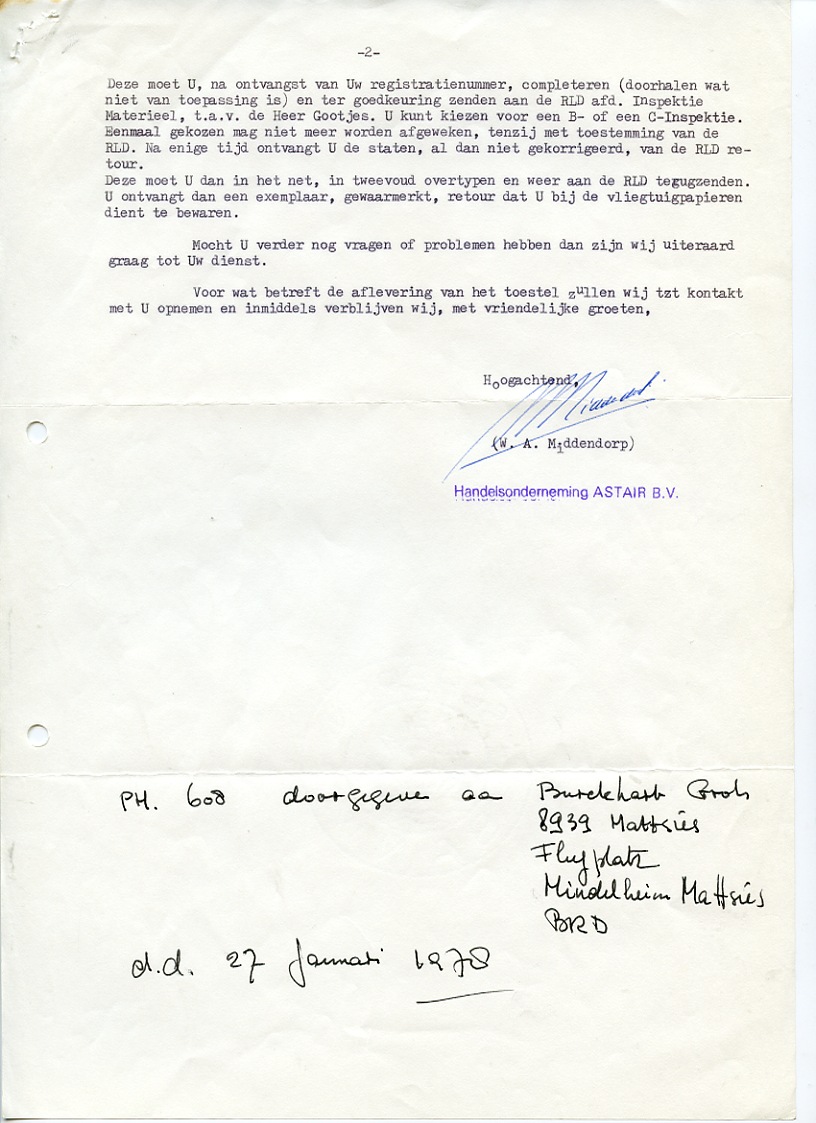 -2-
Deze moet U, na ontvangst van Uw registratienummer, completeren (doorhalen wat
niet van toepassing is) en ter goedkeuring zenden aan de RLD afd. Inspektie
Materieel, t.a.v. de Heer Gootjes. U kunt kiezen voor een B- of een C-Inspektie.
Eenmaal gekozen mag niet meer worden afgeweken, tenzij met toestemming van de
RLD. Na enige tijd ontvangt U de staten, al dan niet gekorrigeerd, van de RLD re-
tour.
Deze moet U dan in het net, in tweevoud overtypen en weer aan de RLD tegugzenden.
U ontvangt dan een exemplaar, gewaarmerkt, retour dat U bij de vliegtuigpapieren
dient te bewaren.
Mocht U verder nog vragen of problemen hebben dan zijn wij uiteraard
graag tot Uw dienst.
Voor wat betreft de aflevering van het toestel zullen wij tzt kontakt
met U opnemen en inmiddels verblijven wij, met vriendelijke groeten,
Hoogachtend,
(W. A. Middendorp)
Handelsonderneming ASTAIR B.V.
PH. 608 doorgegeven aan Burckhart Grob
8939 Mattsies
Flugplatz
Mindelheim Mattsies
BRD
d.d. 27 Januari 1978